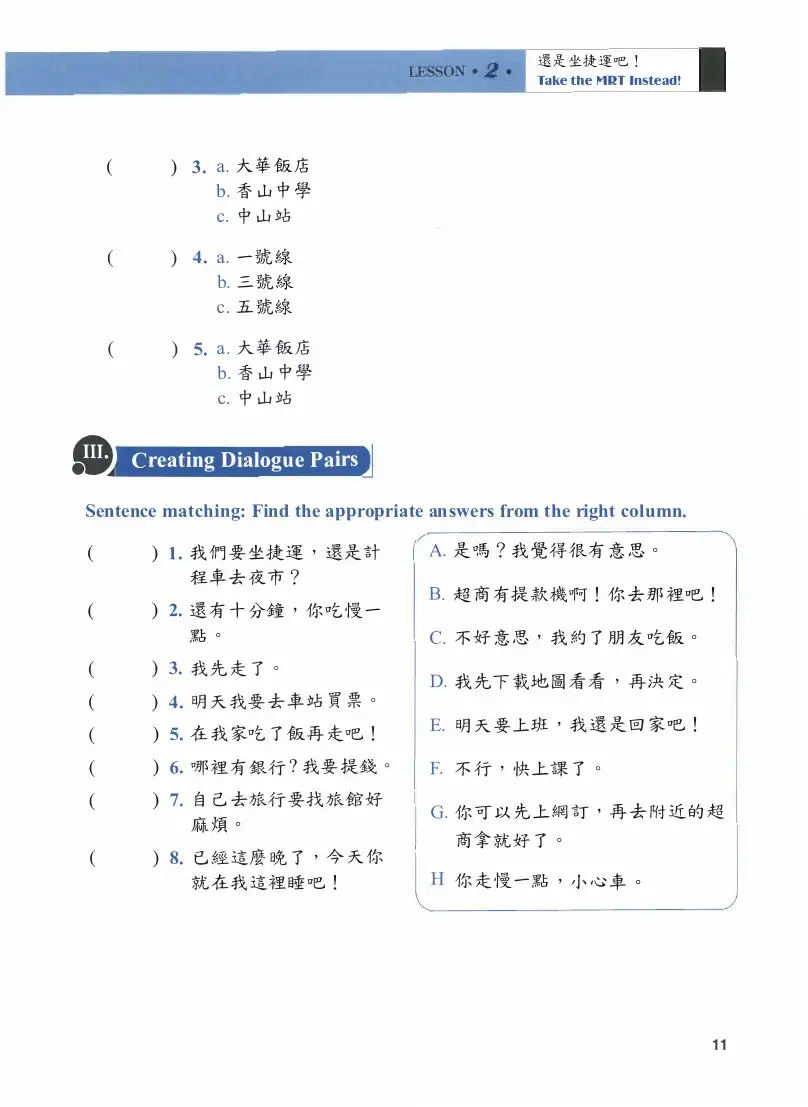 LESSON • 2 •
還是坐捷運吧！
Take the MRT Instead!
( ) 3. a. 大華飯店
b. 香山中學
c. 中山站
( ) 4. a. 一號線
b. 三號線
c. 五號線
( ) 5. a. 大華飯店
b. 香山中學
c. 中山站
III. Creating Dialogue Pairs
Sentence matching: Find the appropriate answers from the right column.
( ) 1. 我們要坐捷運，還是計
程車去夜市？
( ) 2. 還有十分鐘，你吃慢一
點。
( ) 3. 我先走了。
( ) 4. 明天我要去車站買票。
( ) 5. 在我家吃了飯再走吧！
( ) 6. 哪裡有銀行？我要提錢。
( ) 7. 自己去旅行要找旅館好
麻煩。
( ) 8. 已經這麼晚了，今天你
就在我這裡睡吧！
A. 是嗎？我覺得很有意思。
B. 超商有提款機啊！你去那裡吧！
C. 不好意思，我約了朋友吃飯。
D. 我先下載地圖看看，再決定。
E. 明天要上班，我還是回家吧！
F. 不行，快上課了。
G. 你可以先上網訂，再去附近的超
商拿就好了。
H 你走慢一點，小心車。
11